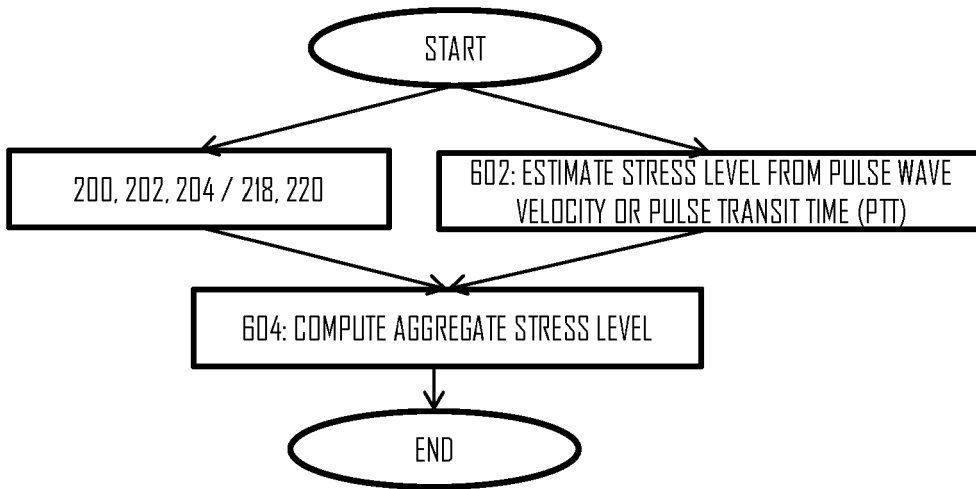 START
200, 202, 204 / 218, 220
602: ESTIMATE STRESS LEVEL FROM PULSE WAVE
VELOCITY OR PULSE TRANSIT TIME (PTT)
604: COMPUTE AGGREGATE STRESS LEVEL
END